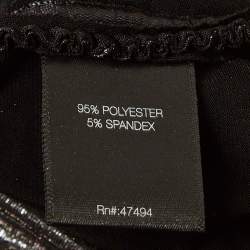 95% POLYESTER
5% SPANDEX
Rn#:47494